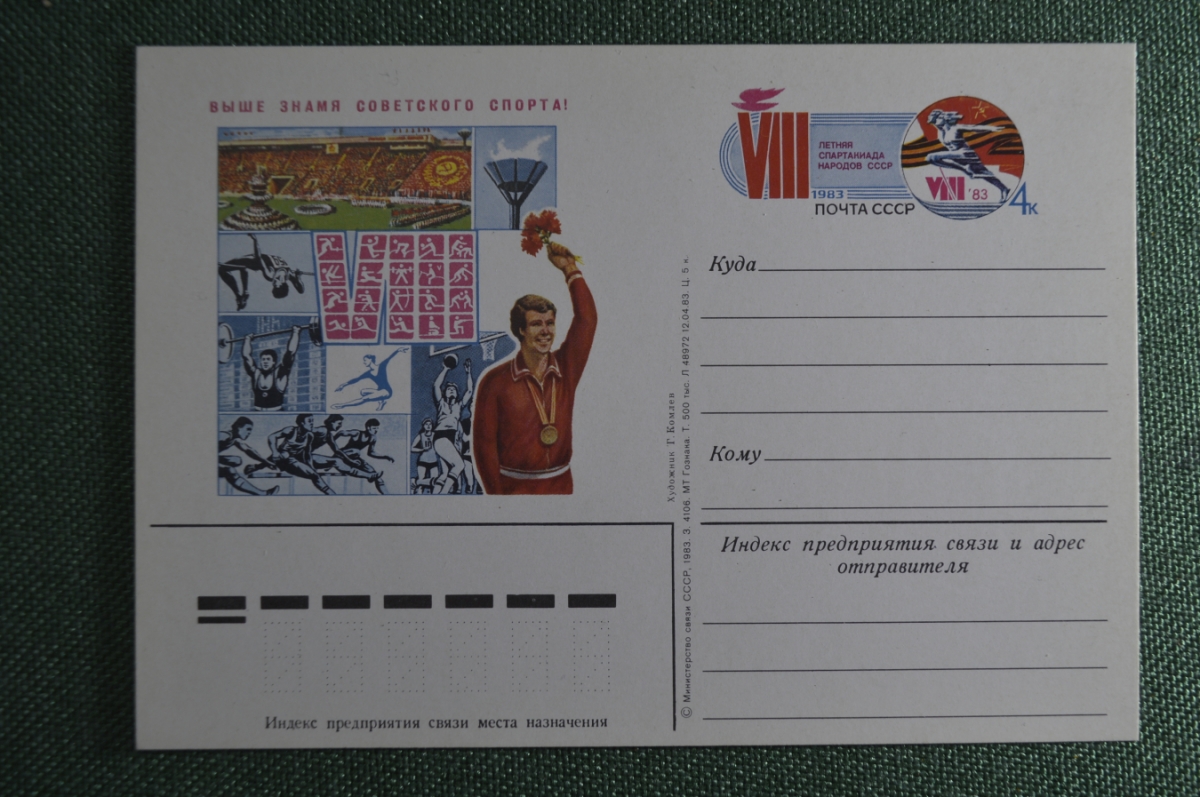 ВЫШЕ ЗНАМЯ СОВЕТСКОГО СПОРТА!
VIII
ЛЕТНЯЯ
СПАРТАКИАДА
НАРОДОВ СССР
1983
ПОЧТА СССР
VIII '83
4к
Куда
Кому
Индекс предприятия связи и адрес
отправителя
Художник Г. Комлев
© Министерство связи СССР, 1983. З. 4106. МТ Гознака. Т. 500 тыс. Л 48972 12.04.83. Ц. 5 к.
Индекс предприятия связи места назначения